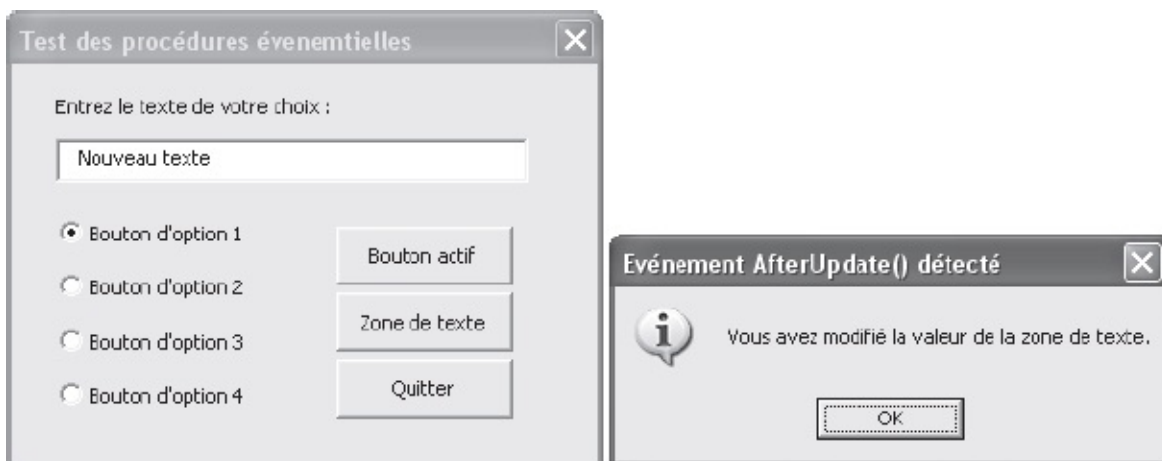 Test des procédures évenemtielles
Entrez le texte de votre choix :
Nouveau texte
Bouton d'option 1
Bouton d'option 2
Bouton d'option 3
Bouton d'option 4
Bouton actif
Zone de texte
Quitter
Evénement AfterUpdate() détecté
Vous avez modifié la valeur de la zone de texte.
OK